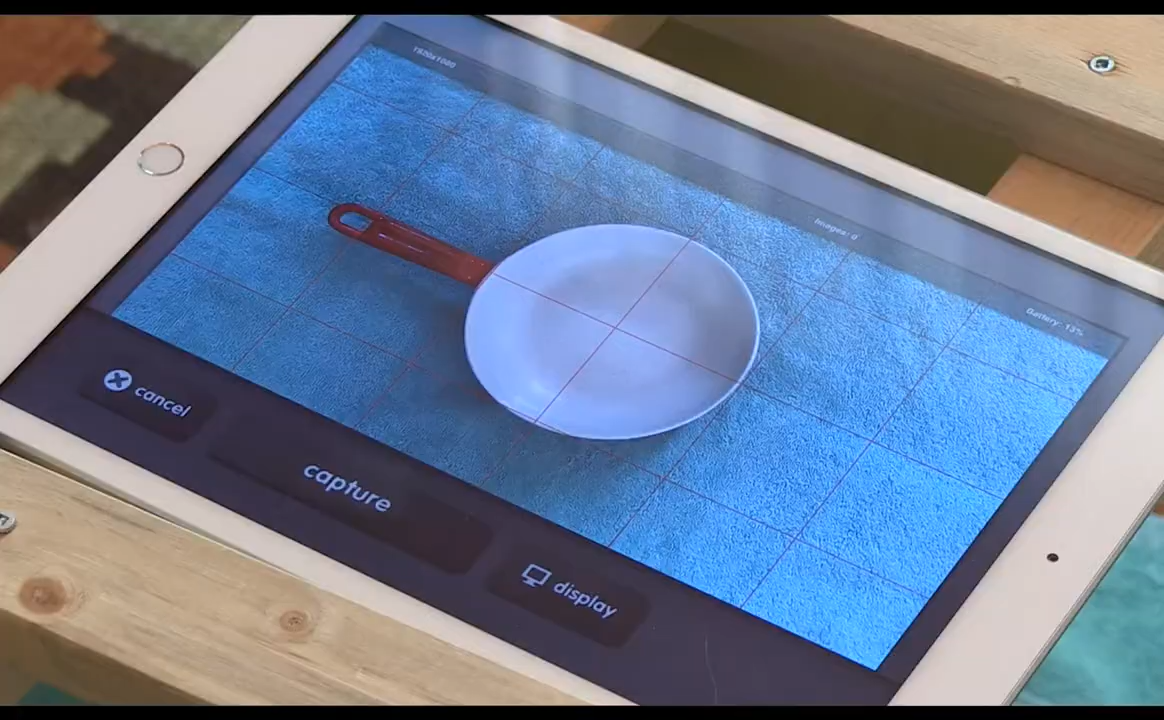 1920x1080
Images: 0
Battery: 13%
cancel
capture
display